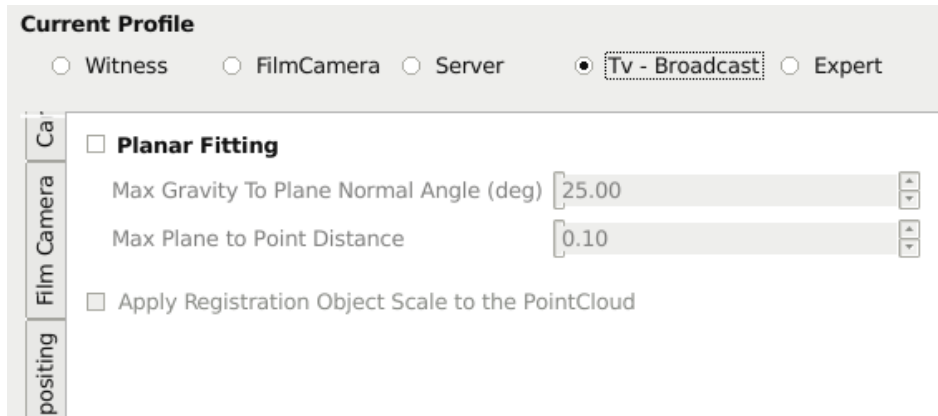 Current Profile
Witness FilmCamera Server Tv - Broadcast Expert
Planar Fitting
Max Gravity To Plane Normal Angle (deg) 25.00
Max Plane to Point Distance 0.10
Apply Registration Object Scale to the PointCloud
Film Camera